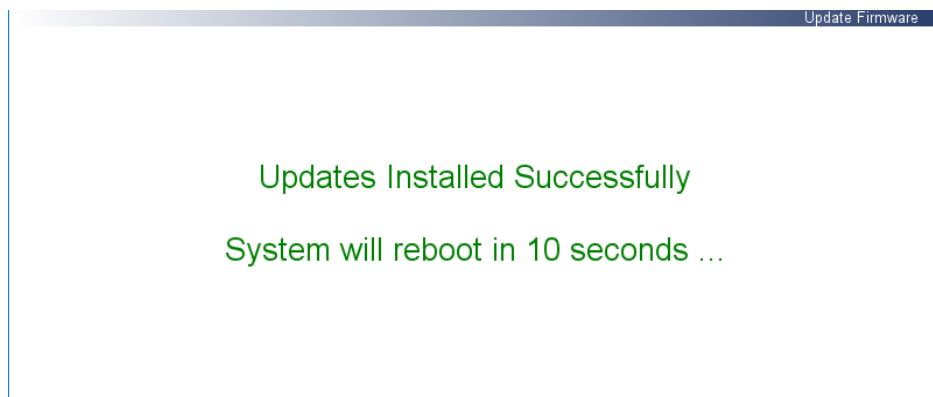 Update Firmware
Updates Installed Successfully
System will reboot in 10 seconds ...